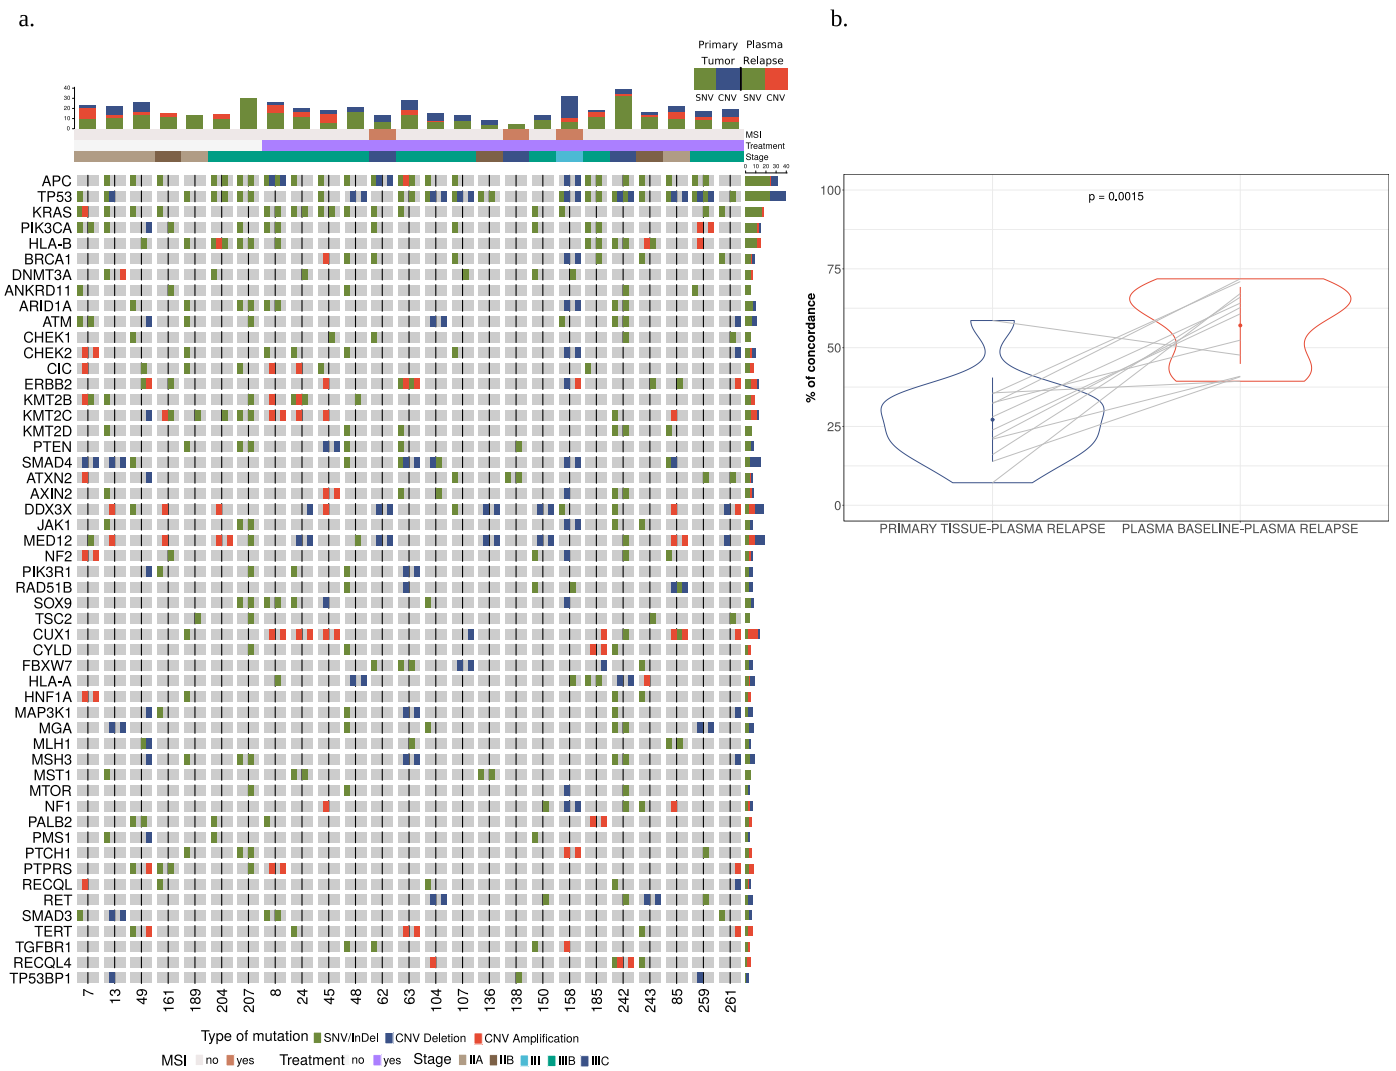 a.
b.
Primary Plasma
Tumor Relapse
SNV CNV SNV CNV
40
30
20
10
0
MSI
Treatment
Stage
0 10 20 30 40
APC
TP53
KRAS
PIK3CA
HLA-B
BRCA1
DNMT3A
ANKRD11
ARID1A
ATM
CHEK1
CHEK2
CIC
ERBB2
KMT2B
KMT2C
KMT2D
PTEN
SMAD4
ATXN2
AXIN2
DDX3X
JAK1
MED12
NF2
PIK3R1
RAD51B
SOX9
TSC2
CUX1
CYLD
FBXW7
HLA-A
HNF1A
MAP3K1
MGA
MLH1
MSH3
MST1
MTOR
NF1
PALB2
PMS1
PTCH1
PTPRS
RECQL
RET
SMAD3
TERT
TGFBR1
RECQL4
TP53BP1
7 13 49 161 189 204 207 8 24 45 48 62 63 104 107 136 138 150 158 185 242 243 85 259 261
Type of mutation SNV/InDel CNV Deletion CNV Amplification
MSI no yes Treatment no yes Stage IIA IIB III IIIB IIIC
% of concordance
100
75
50
25
0
p = 0.0015
PRIMARY TISSUE-PLASMA RELAPSE PLASMA BASELINE-PLASMA RELAPSE